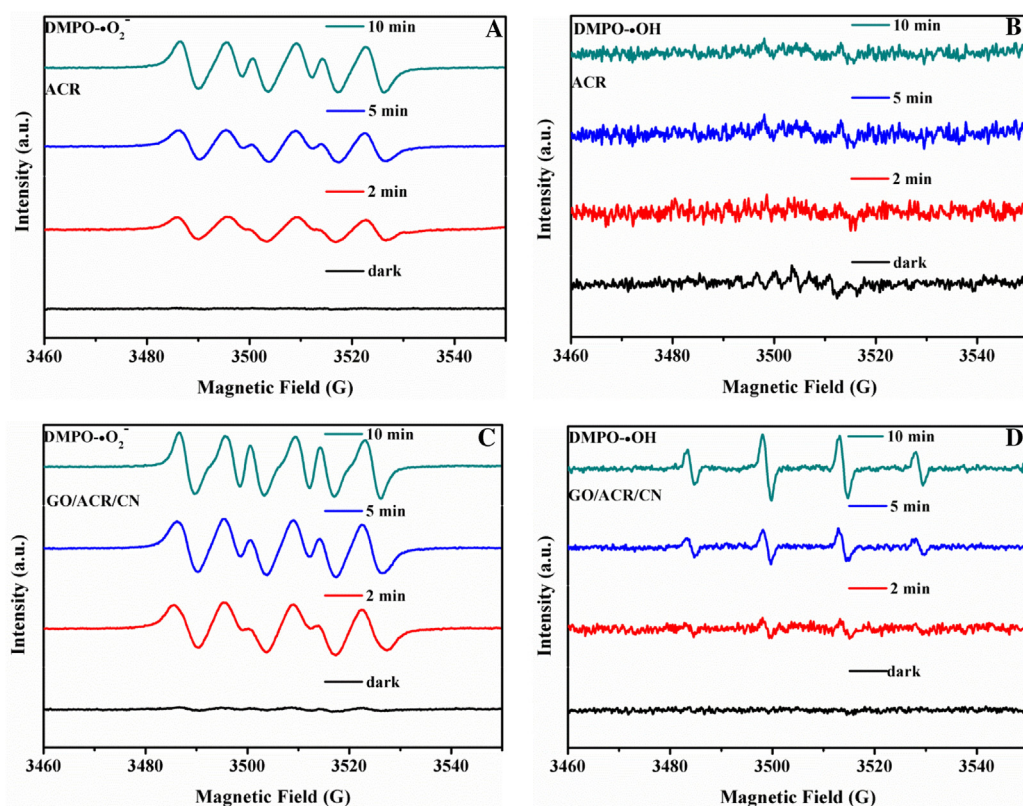 DMPO-•O₂⁻
10 min
A
ACR
5 min
2 min
dark
Intensity (a.u.)
3460 3480 3500 3520 3540
Magnetic Field (G)
DMPO-•OH
10 min
B
ACR
5 min
2 min
dark
Intensity (a.u.)
3460 3480 3500 3520 3540
Magnetic Field (G)
DMPO-•O₂⁻
10 min
C
GO/ACR/CN
5 min
2 min
dark
Intensity (a.u.)
3460 3480 3500 3520 3540
Magnetic Field (G)
DMPO-•OH
10 min
D
GO/ACR/CN
5 min
2 min
dark
Intensity (a.u.)
3460 3480 3500 3520 3540
Magnetic Field (G)